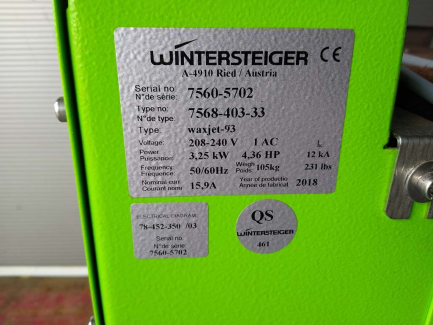 WINTERSTEIGER CE
A-4910 Ried / Austria
Serial no: 7560-5702
N°de série:
Type no: 7568-403-33
N°de type:
Type: waxjet-93
Voltage: 208-240 V 1 AC
Power: 3,25 kW 4,36 HP 12 kA
Puissance:
Frequency 50/60Hz 105kg 231 lbs
Fréquence Poids:
Nominal curr. 15,9A Year of productio 2018
Courant nom. Annee de fabricat
ELECTRICAL DIAGRAM
78-452-350 /03
Serial no.
N° de série
7560-5702
QS
WINTERSTEIGER
461